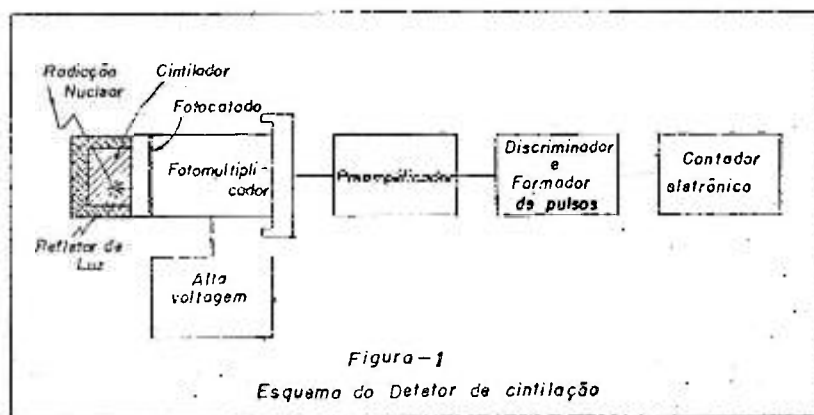 Radiação
Nuclear
Cintilador
Fotocatodo
Fotomultipli-
cador
Refletor de
Luz
Alta
voltagem
Preamplificador
Discriminador
e
Formador
de pulsos
Contador
eletrônico
Figura-1
Esquema do Detetor de cintilação